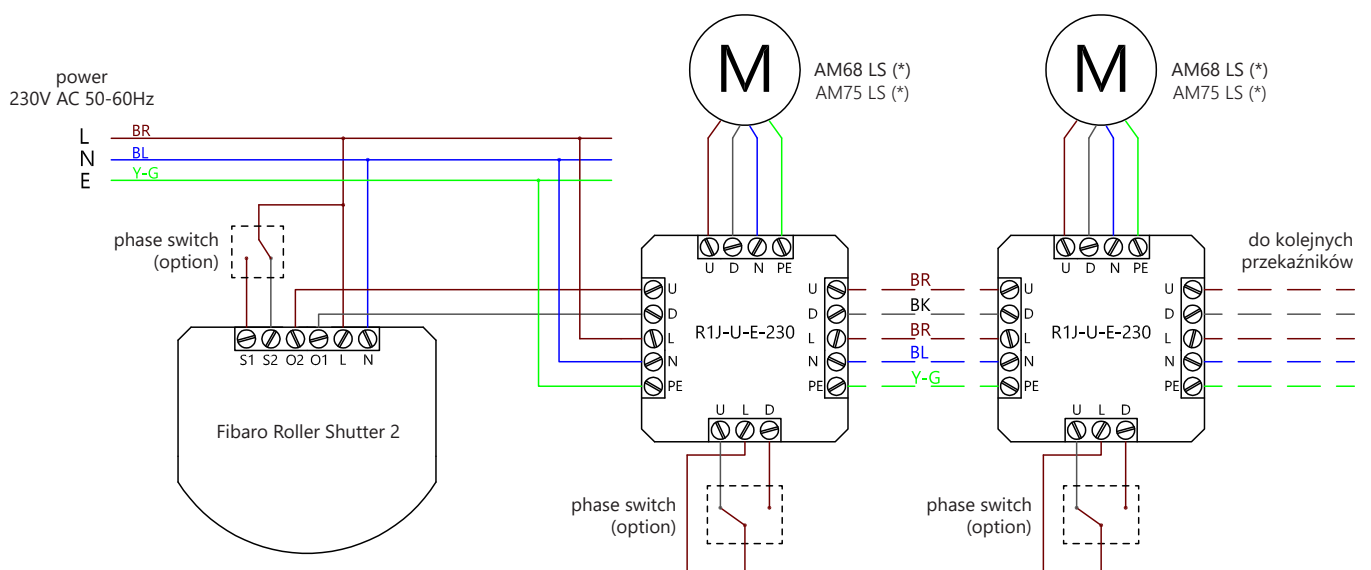 power
230V AC 50-60Hz
L
N
E
BR
BL
Y-G
phase switch
(option)
S1 S2 O2 O1 L N
Fibaro Roller Shutter 2
M
AM68 LS (*)
AM75 LS (*)
U D N PE
U
D
L
N
PE
R1J-U-E-230
U
D
L
N
PE
U L D
phase switch
(option)
BR
BK
BR
BL
Y-G
M
AM68 LS (*)
AM75 LS (*)
U D N PE
U
D
L
N
PE
R1J-U-E-230
U
D
L
N
PE
U L D
phase switch
(option)
do kolejnych
przekaźników